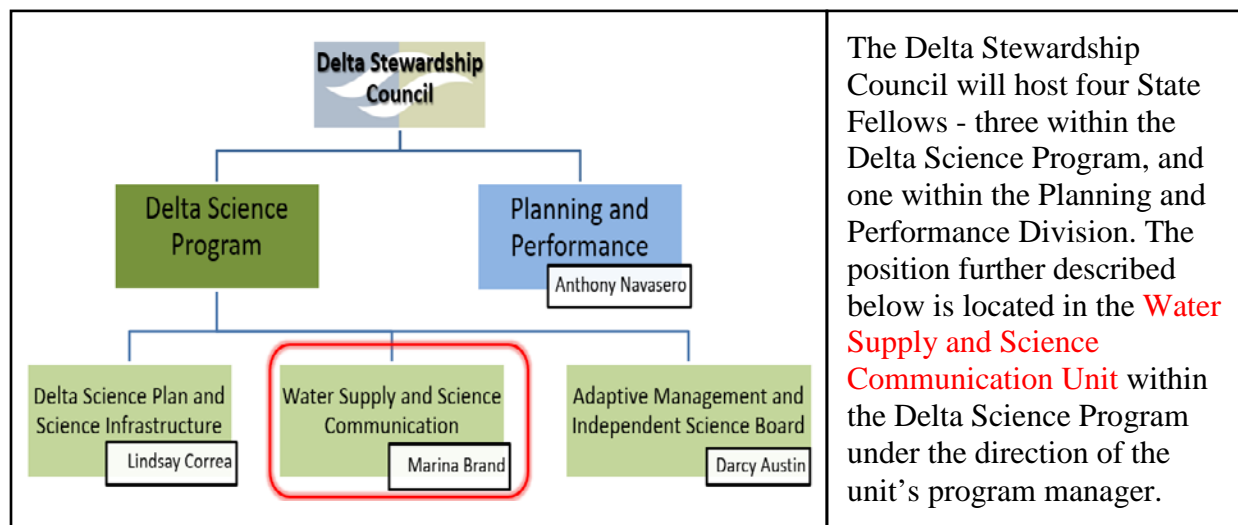 Delta Stewardship
Council
Delta Science
Program
Planning and
Performance
Anthony Navasero
Delta Science Plan and
Science Infrastructure
Lindsay Correa
Water Supply and Science
Communication
Marina Brand
Adaptive Management and
Independent Science Board
Darcy Austin
The Delta Stewardship
Council will host four State
Fellows - three within the
Delta Science Program, and
one within the Planning and
Performance Division. The
position further described
below is located in the Water
Supply and Science
Communication Unit within
the Delta Science Program
under the direction of the
unit’s program manager.